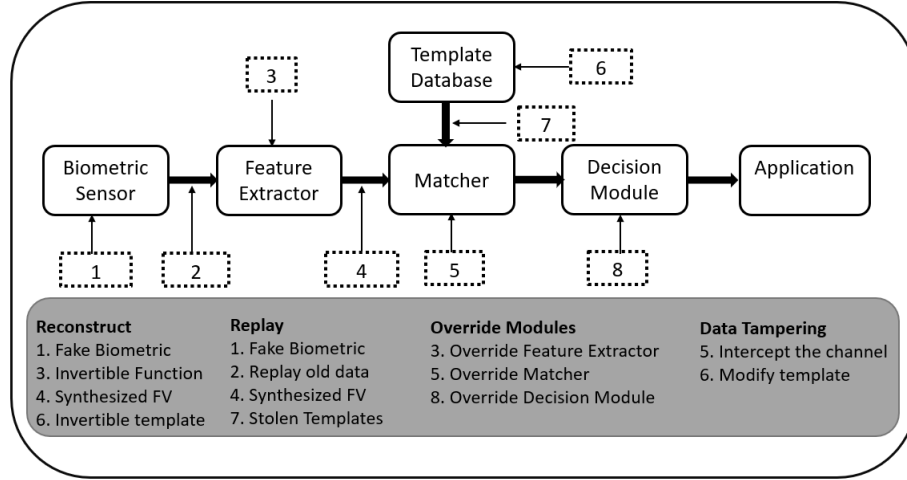 Template
Database
6
3
7
Biometric
Sensor
Feature
Extractor
Matcher
Decision
Module
Application
1
2
4
5
8
Reconstruct
1. Fake Biometric
3. Invertible Function
4. Synthesized FV
6. Invertible template
Replay
1. Fake Biometric
2. Replay old data
4. Synthesized FV
7. Stolen Templates
Override Modules
3. Override Feature Extractor
5. Override Matcher
8. Override Decision Module
Data Tampering
5. Intercept the channel
6. Modify template